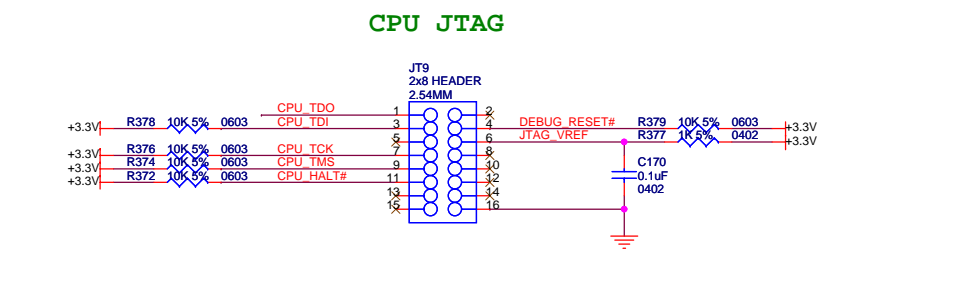 CPU JTAG
JT9
2x8 HEADER
2.54MM
CPU_TDO 1 2
+3.3V R378 10K 5% 0603 CPU_TDI 3 4 DEBUG_RESET# R379 10K 5% 0603 +3.3V
5 6 JTAG_VREF R377 1K 5% 0402 +3.3V
+3.3V R376 10K 5% 0603 CPU_TCK 7 8
+3.3V R374 10K 5% 0603 CPU_TMS 9 10
+3.3V R372 10K 5% 0603 CPU_HALT# 11 12
13 14
15 16
C170
0.1uF
0402